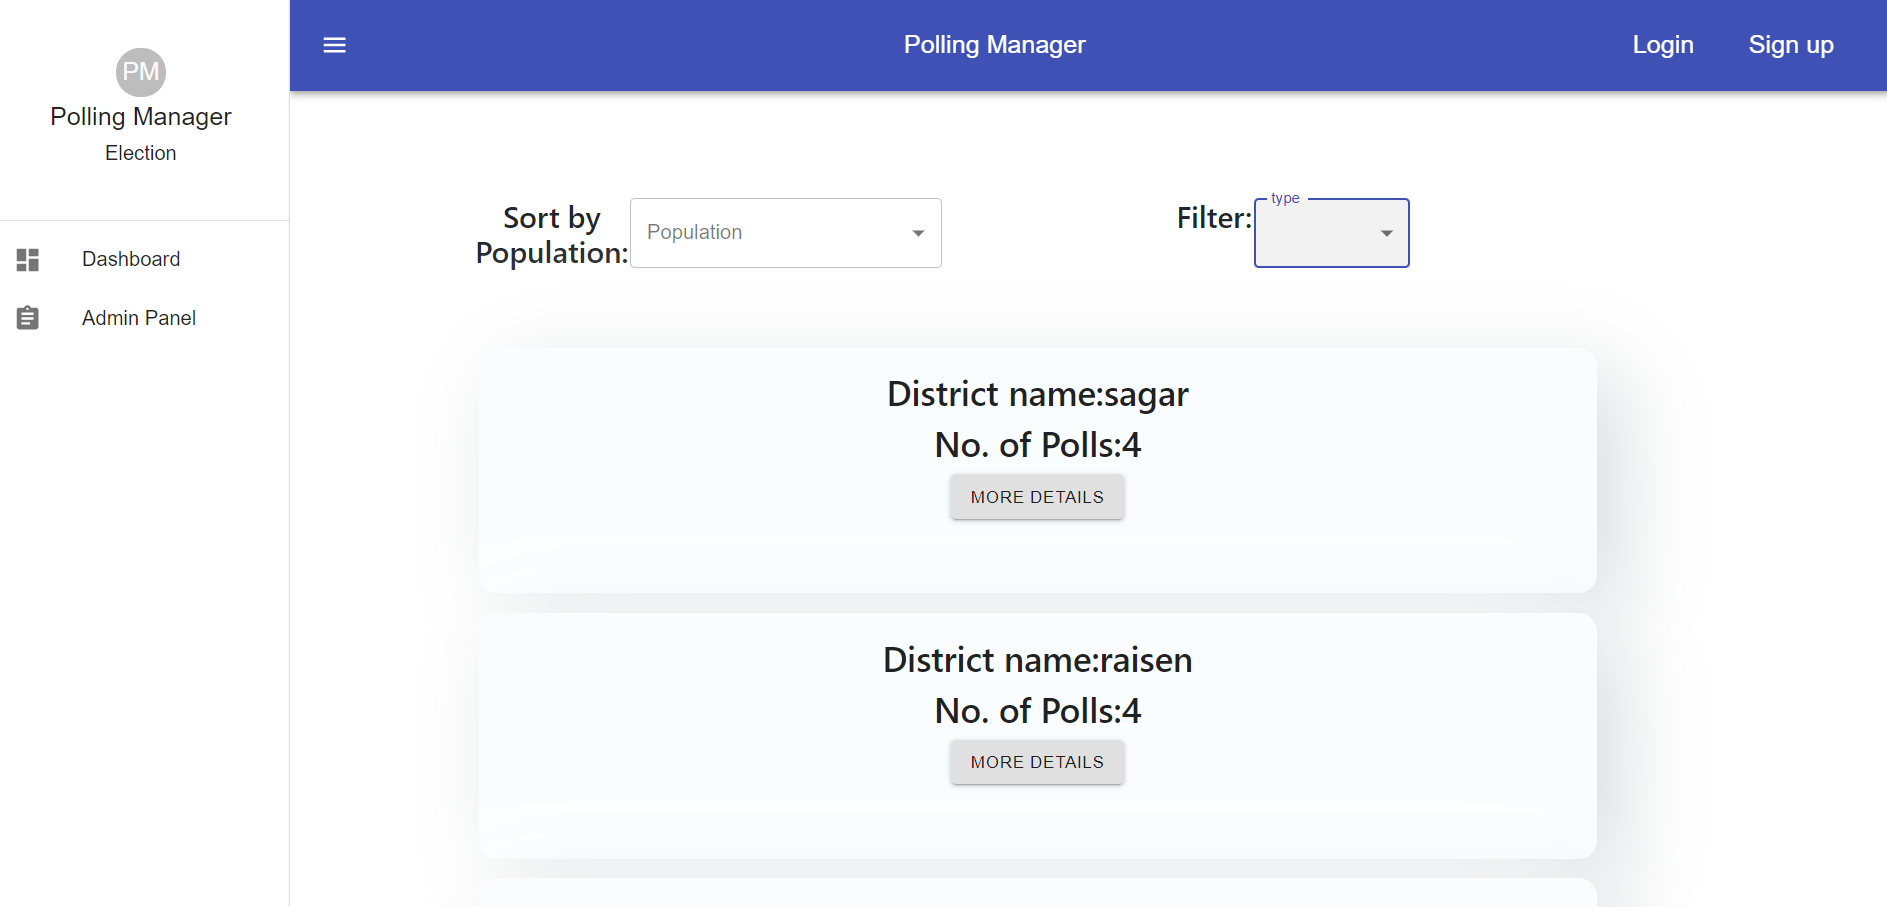 PM
Polling Manager
Election
Dashboard
Admin Panel
Polling Manager
Login
Sign up
Sort by
Population:
Population
Filter:
type
District name:sagar
No. of Polls:4
MORE DETAILS
District name:raisen
No. of Polls:4
MORE DETAILS